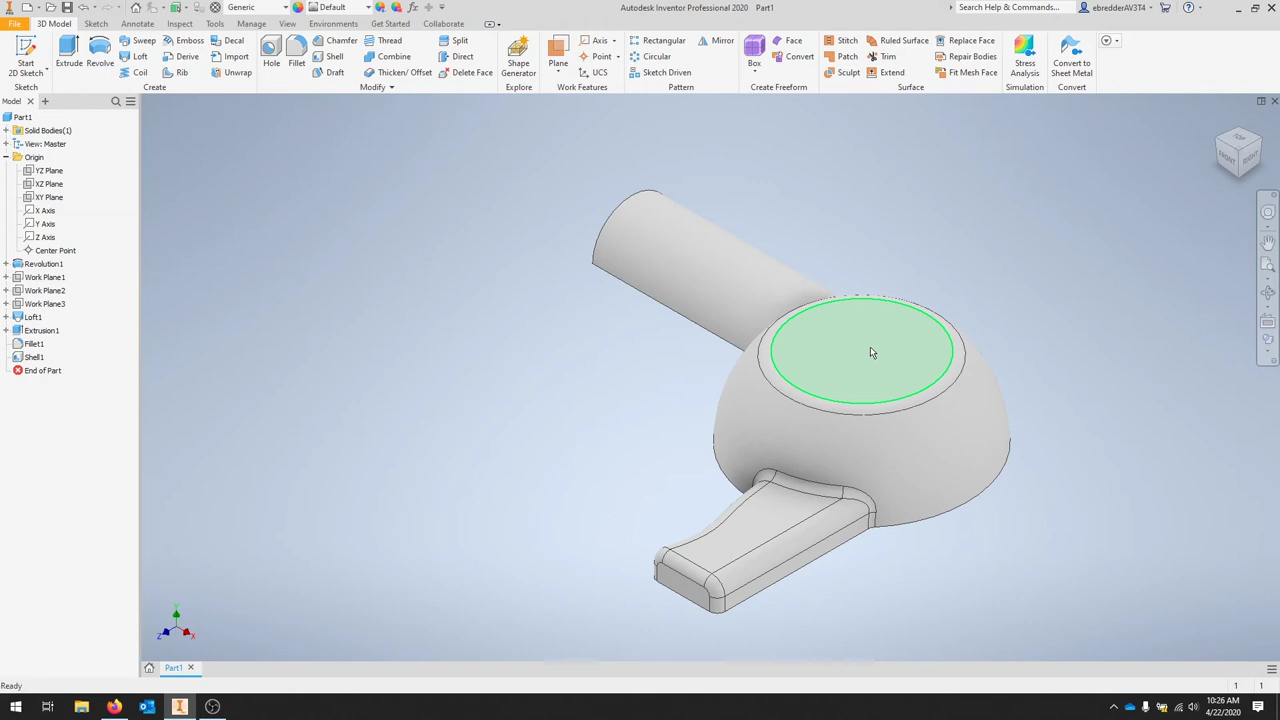 Generic
Default
Autodesk Inventor Professional 2020 Part1
Search Help & Commands...
ebredderAV3T4
File
3D Model
Sketch
Annotate
Inspect
Tools
Manage
View
Environments
Get Started
Collaborate
Start
2D Sketch
Sketch
Extrude
Revolve
Sweep
Emboss
Decal
Loft
Derive
Import
Coil
Rib
Unwrap
Create
Hole
Fillet
Chamfer
Thread
Split
Shell
Combine
Direct
Draft
Thicken/ Offset
Delete Face
Modify
Shape
Generator
Explore
Plane
Axis
Point
UCS
Work Features
Rectangular
Mirror
Circular
Sketch Driven
Pattern
Box
Face
Convert
Create Freeform
Stitch
Ruled Surface
Replace Face
Patch
Trim
Repair Bodies
Sculpt
Extend
Fit Mesh Face
Surface
Stress
Analysis
Simulation
Convert to
Sheet Metal
Convert
Model
Part1
Solid Bodies(1)
View: Master
Origin
YZ Plane
XZ Plane
XY Plane
X Axis
Y Axis
Z Axis
Center Point
Revolution1
Work Plane1
Work Plane2
Work Plane3
Loft1
Extrusion1
Fillet1
Shell1
End of Part
TOP
FRONT
RIGHT
Y
Z
X
Part1
Ready
1
1
10:26 AM
4/22/2020